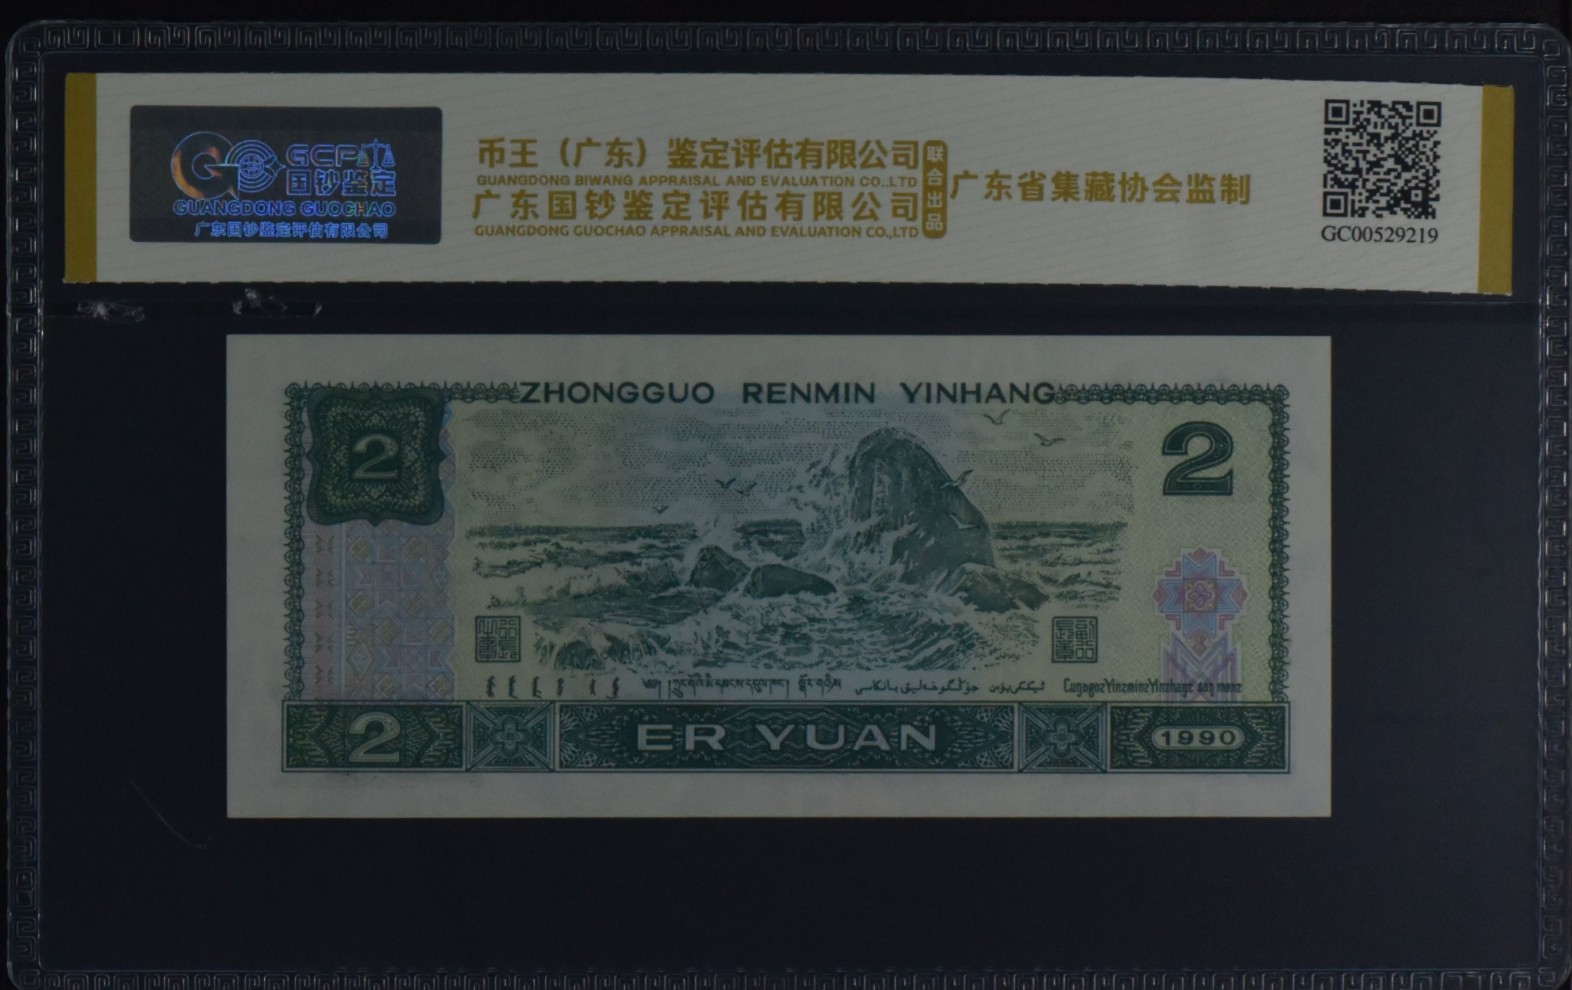 GCP
国钞鉴定
GUANGDONG GUOCHAO
广东国钞鉴定评估有限公司
币王（广东）鉴定评估有限公司
GUANGDONG BIWANG APPRAISAL AND EVALUATION CO.,LTD
广东国钞鉴定评估有限公司
GUANGDONG GUOCHAO APPRAISAL AND EVALUATION CO.,LTD
联合出品
广东省集藏协会监制
GC00529219
ZHONGGUO RENMIN YINHANG
2
2
2
ER YUAN
1990